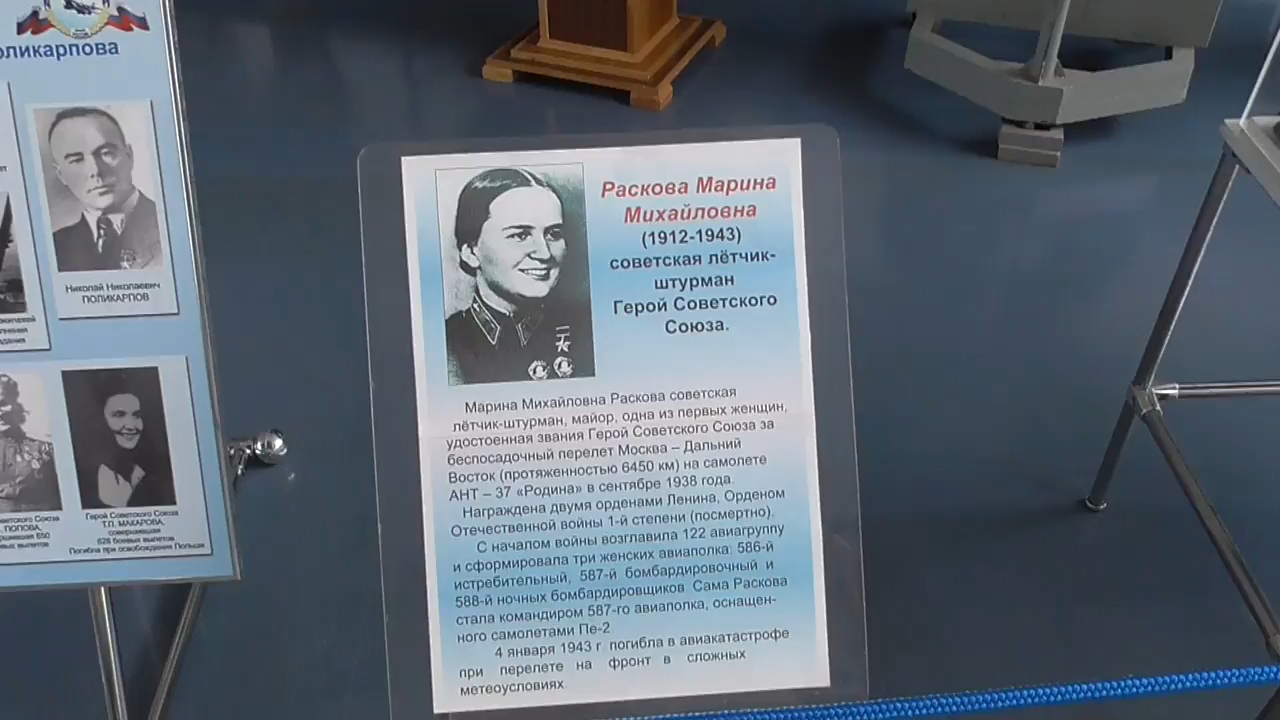 Николай Николаевич
ПОЛИКАРПОВ
Герой Советского Союза
Т.П. МАКАРОВА,
совершившая
628 боевых вылетов
Погибла при освобождении Польши
Советского Союза
ПОПОВА,
Раскова Марина
Михайловна
(1912-1943)
советская лётчик-
штурман
Герой Советского
Союза.
Марина Михайловна Раскова советская
лётчик-штурман, майор, одна из первых женщин,
удостоенная звания Герой Советского Союза за
беспосадочный перелет Москва – Дальний
Восток (протяженностью 6450 км) на самолете
АНТ – 37 «Родина» в сентябре 1938 года.
Награждена двумя орденами Ленина, Орденом
Отечественной войны 1-й степени (посмертно).
С началом войны возглавила 122 авиагруппу
и сформировала три женских авиаполка: 586-й
истребительный, 587-й бомбардировочный и
588-й ночных бомбардировщиков. Сама Раскова
стала командиром 587-го авиаполка, оснащен-
ного самолетами Пе-2.
4 января 1943 г. погибла в авиакатастрофе
при перелете на фронт в сложных
метеоусловиях.